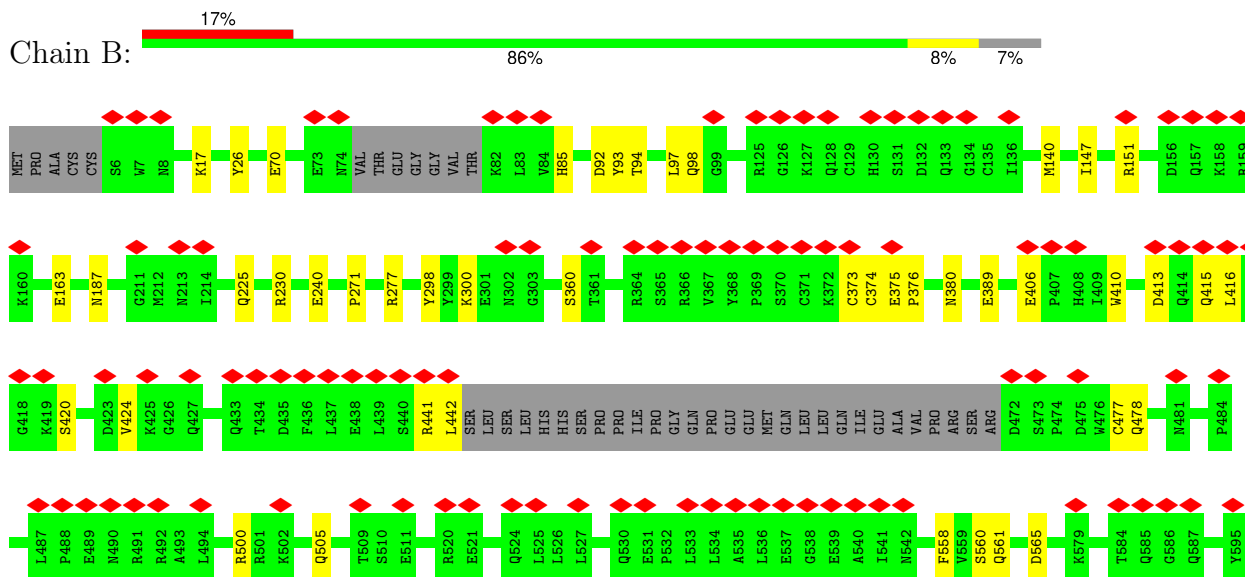 17%
Chain B:
86% 8% 7%
MET PRO ALA CYS CYS S6 W7 N8 K17 Y26 E70 E73 N74 VAL THR GLU GLY GLY VAL THR K82 L83 V84 H85 D92 Y93 T94 L97 Q98 G99 R125 G126 K127 Q128 C129 H130 S131 D132 Q133 G134 C135 I136 M140 I147 R151 D156 Q157 K158 R159
K160 E163 N187 G211 M212 N213 I214 Q225 R230 E240 P271 R277 Y298 Y299 K300 E301 N302 G303 S360 T361 R364 S365 R366 V367 Y368 P369 S370 C371 K372 C373 C374 E375 P376 N380 E389 E406 P407 H408 I409 W410 D413 Q414 Q415 L416
G418 K419 S420 D423 V424 K425 G426 Q427 Q433 T434 D435 F436 L437 E438 L439 S440 R441 L442 SER LEU SER LEU HIS HIS SER PRO PRO ILE PRO GLY GLN PRO GLU GLU MET GLN LEU LEU GLN ILE GLU ALA VAL PRO ARG SER ARG D472 S473 P474 D475 W476 C477 Q478 N481 P484
L487 P488 E489 N490 R491 R492 A493 L494 R500 R501 K502 Q505 T509 S510 E511 R520 E521 Q524 L525 L526 L527 Q530 E531 P532 L533 L534 A535 L536 E537 G538 E539 A540 I541 N542 F558 V559 S560 Q561 D565 K579 T584 Q585 G586 Q587 Y595